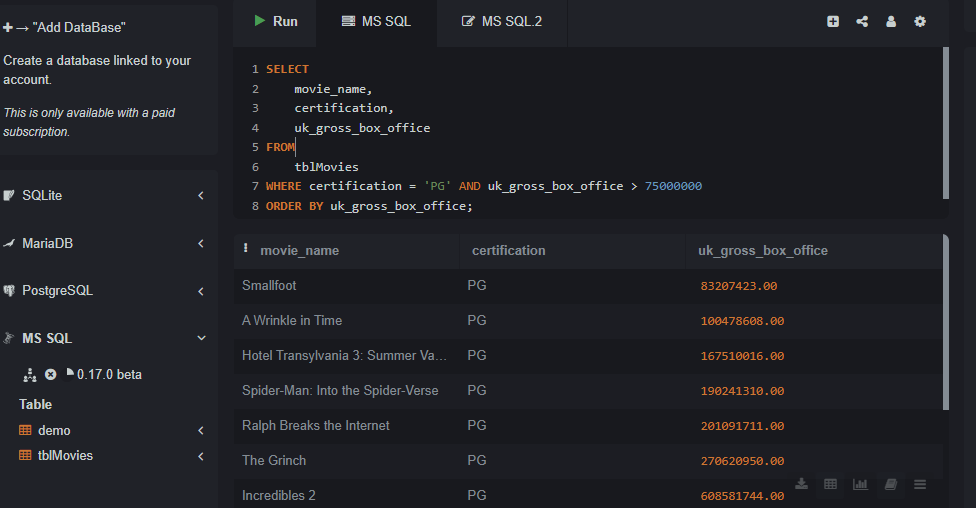 + → "Add DataBase"
Create a database linked to your
account.
This is only available with a paid
subscription.
SQLite
MariaDB
PostgreSQL
MS SQL
0.17.0 beta
Table
demo
tblMovies
Run
MS SQL
MS SQL.2
1 SELECT
2 movie_name,
3 certification,
4 uk_gross_box_office
5 FROM
6 tblMovies
7 WHERE certification = 'PG' AND uk_gross_box_office > 75000000
8 ORDER BY uk_gross_box_office;
movie_name certification uk_gross_box_office
Smallfoot PG 83207423.00
A Wrinkle in Time PG 100478608.00
Hotel Transylvania 3: Summer Va... PG 167510016.00
Spider-Man: Into the Spider-Verse PG 190241310.00
Ralph Breaks the Internet PG 201091711.00
The Grinch PG 270620950.00
Incredibles 2 PG 608581744.00